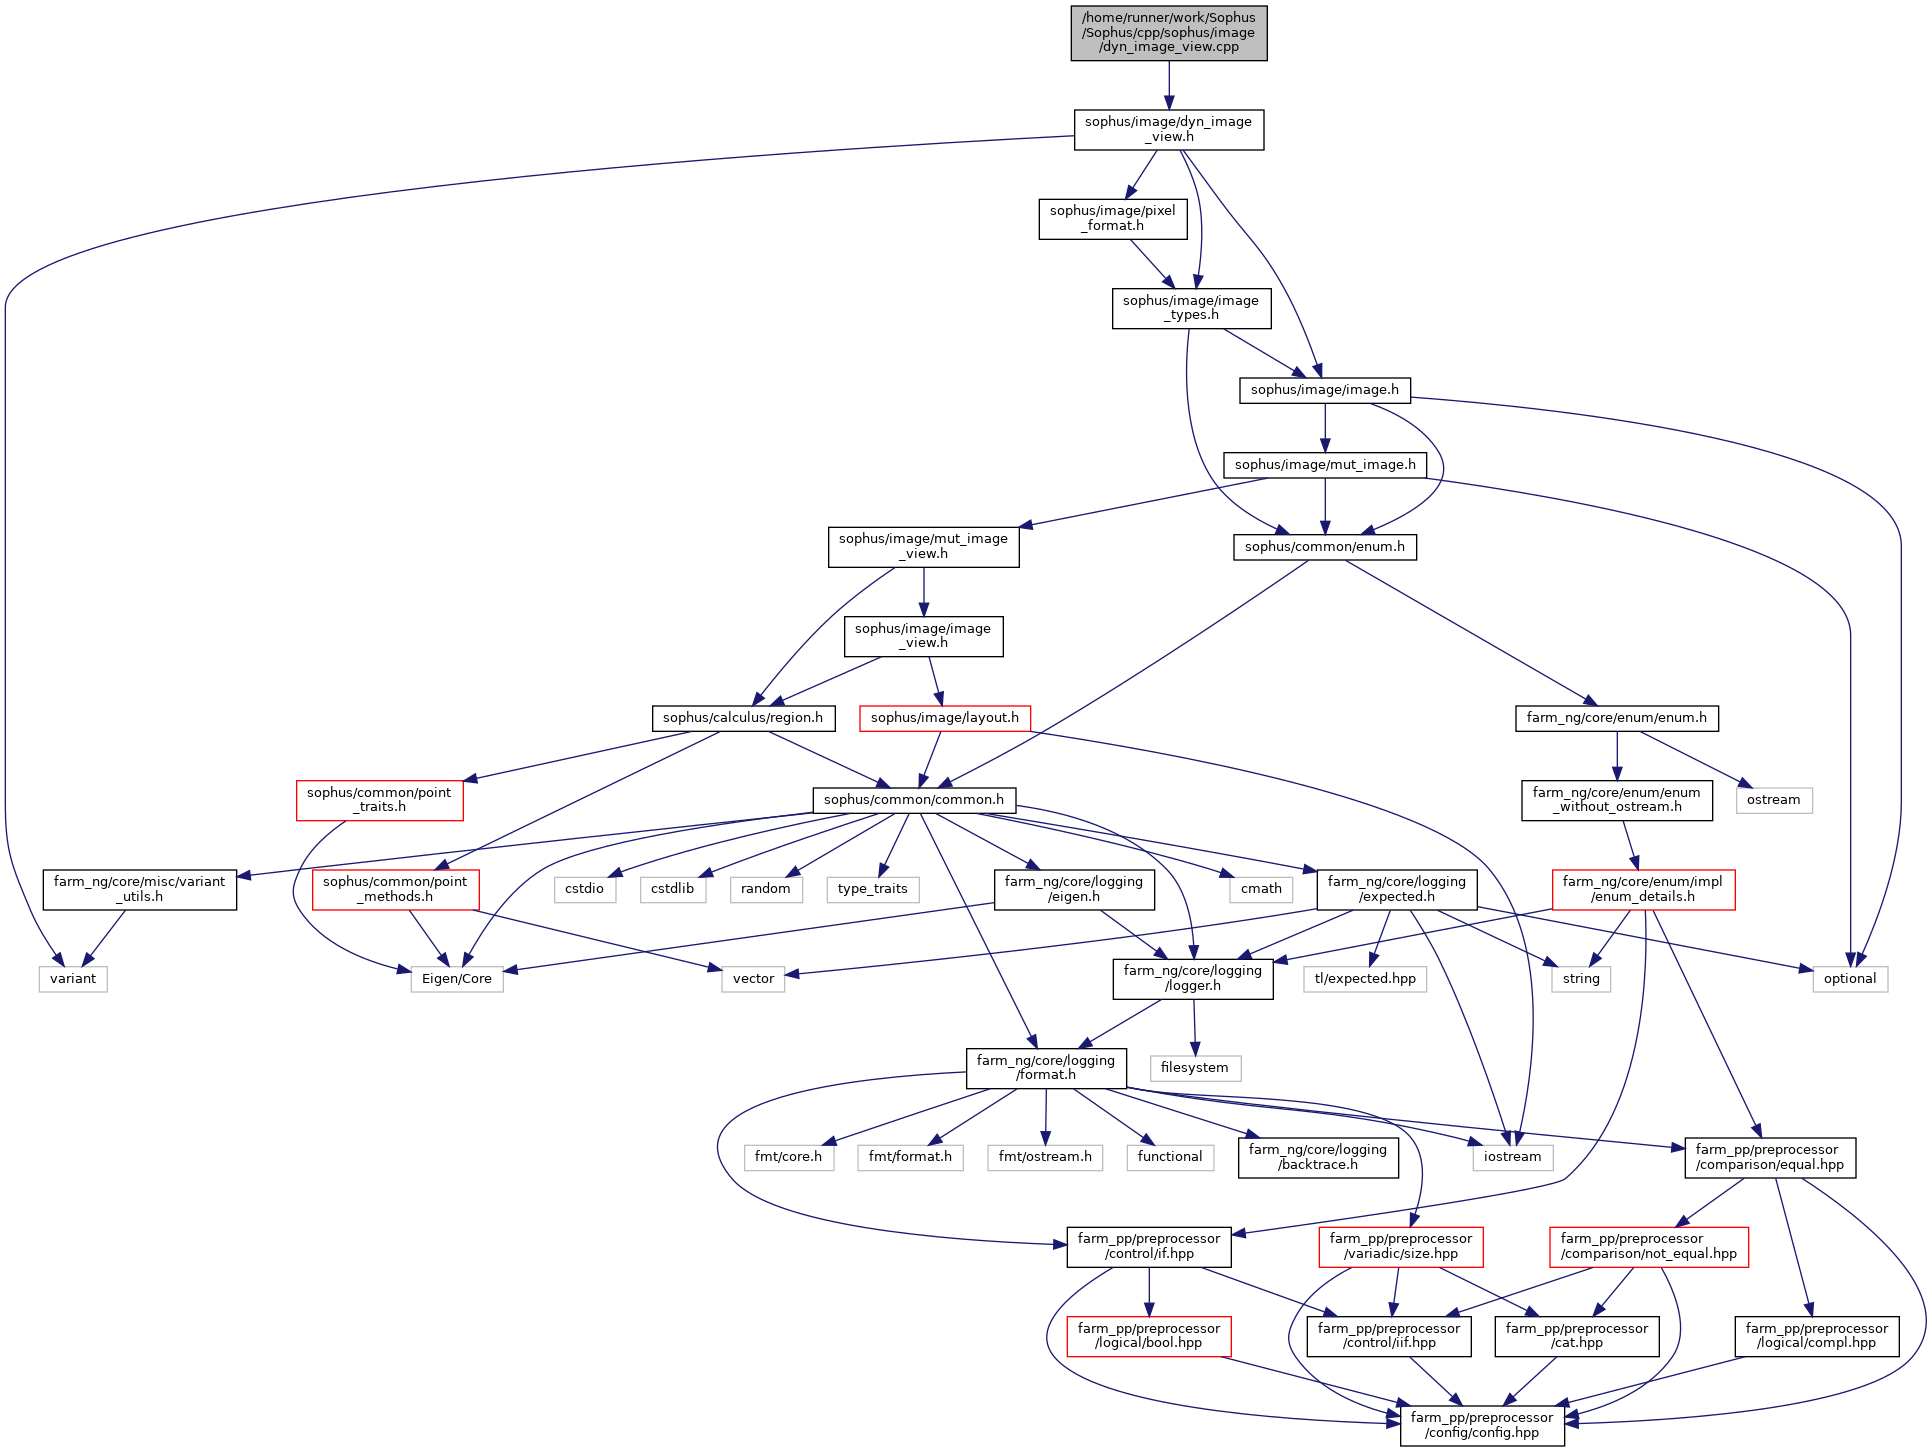 /home/runner/work/Sophus
/Sophus/cpp/sophus/image
/dyn_image_view.cpp
sophus/image/dyn_image
_view.h
sophus/image/pixel
_format.h
sophus/image/image
_types.h
sophus/image/image.h
sophus/image/mut_image.h
sophus/image/mut_image
_view.h
sophus/common/enum.h
sophus/image/image
_view.h
sophus/calculus/region.h
sophus/image/layout.h
farm_ng/core/enum/enum.h
sophus/common/point
_traits.h
sophus/common/common.h
farm_ng/core/enum/enum
_without_ostream.h
ostream
farm_ng/core/misc/variant
_utils.h
sophus/common/point
_methods.h
cstdio
cstdlib
random
type_traits
farm_ng/core/logging
/eigen.h
cmath
farm_ng/core/logging
/expected.h
farm_ng/core/enum/impl
/enum_details.h
variant
Eigen/Core
vector
farm_ng/core/logging
/logger.h
tl/expected.hpp
string
optional
farm_ng/core/logging
/format.h
filesystem
fmt/core.h
fmt/format.h
fmt/ostream.h
functional
farm_ng/core/logging
/backtrace.h
iostream
farm_pp/preprocessor
/comparison/equal.hpp
farm_pp/preprocessor
/control/if.hpp
farm_pp/preprocessor
/variadic/size.hpp
farm_pp/preprocessor
/comparison/not_equal.hpp
farm_pp/preprocessor
/logical/bool.hpp
farm_pp/preprocessor
/control/iif.hpp
farm_pp/preprocessor
/cat.hpp
farm_pp/preprocessor
/logical/compl.hpp
farm_pp/preprocessor
/config/config.hpp